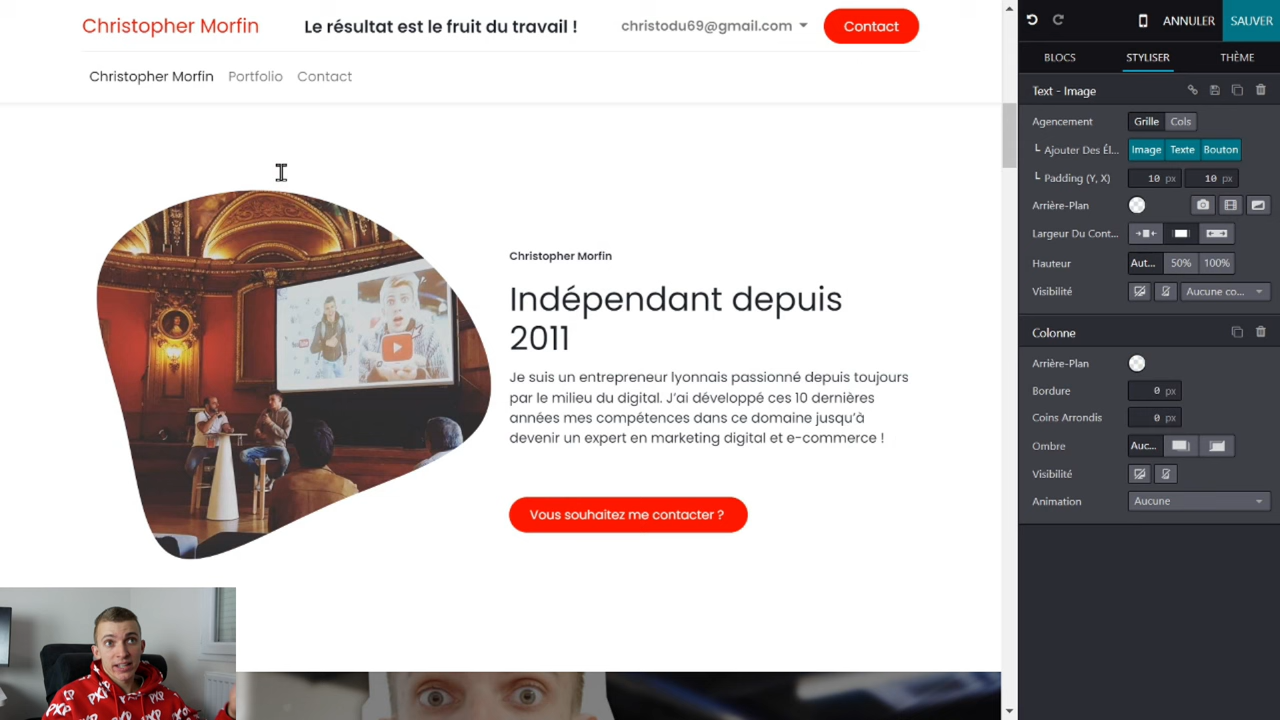 Christopher Morfin
Le résultat est le fruit du travail !
christodu69@gmail.com
Contact
Christopher Morfin
Portfolio
Contact
Christopher Morfin
Indépendant depuis
2011
Je suis un entrepreneur lyonnais passionné depuis toujours
par le milieu du digital. J'ai développé ces 10 dernières
années mes compétences dans ce domaine jusqu'à
devenir un expert en marketing digital et e-commerce !
Vous souhaitez me contacter ?
ANNULER
SAUVER
BLOCS
STYLISER
THÈME
Text - Image
Agencement
Grille
Cols
└ Ajouter Des Él...
Image
Texte
Bouton
└ Padding (Y, X)
10 px
10 px
Arrière-Plan
Largeur Du Cont...
Hauteur
Aut...
50%
100%
Visibilité
Aucune co...
Colonne
Arrière-Plan
Bordure
0 px
Coins Arrondis
0 px
Ombre
Auc...
Visibilité
Animation
Aucune